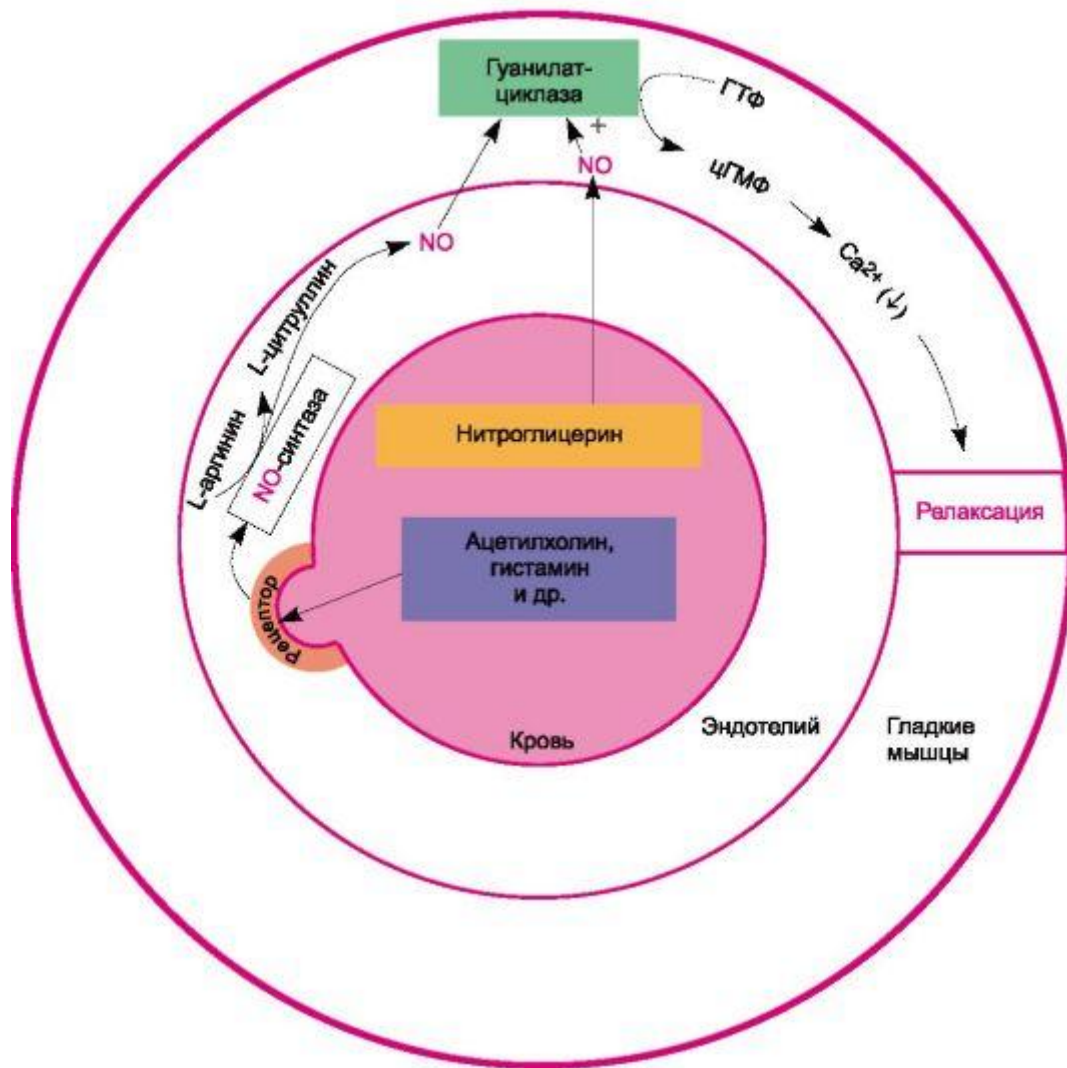 Гуанилат-
циклаза
ГТФ
+
NO
цГМФ
NO
Ca2+ (↓)
L-цитруллин
L-аргинин
NO-синтаза
Нитроглицерин
Релаксация
Ацетилхолин,
гистамин
и др.
Рецептор
Кровь
Эндотелий
Гладкие
мышцы